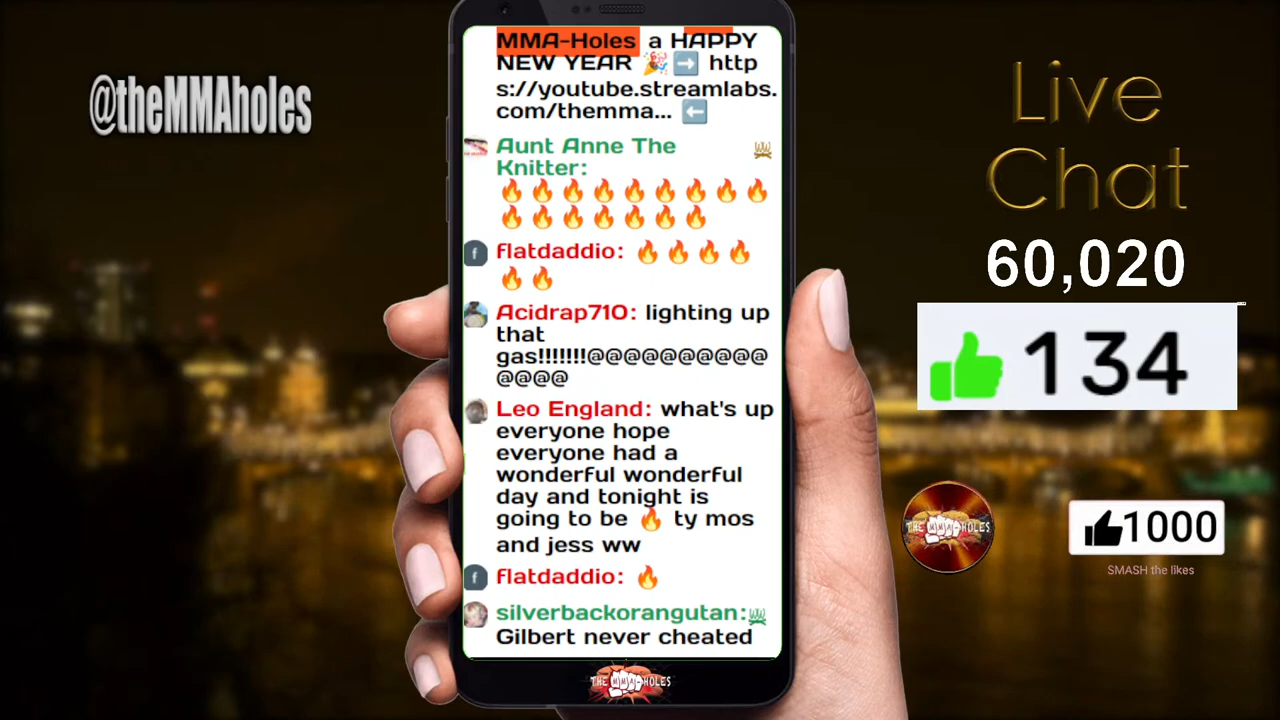 @theMMAholes
MMA-Holes a HAPPY
NEW YEAR 🎉 ➡️ http
s://youtube.streamlabs.
com/themma... ⬅️
Aunt Anne The
Knitter:
🔥🔥🔥🔥🔥🔥🔥🔥🔥
🔥🔥🔥🔥🔥🔥🔥
flatdaddio: 🔥🔥🔥🔥
🔥🔥
Acidrap710: lighting up
that
gas!!!!!!!@@@@@@@@@@
@@@@
Leo England: what's up
everyone hope
everyone had a
wonderful wonderful
day and tonight is
going to be 🔥 ty mos
and jess ww
flatdaddio: 🔥
silverbackorangutan:
Gilbert never cheated
THE MMA-HOLES
Live
Chat
60,020
134
THE MMA-HOLES
1000
SMASH the likes